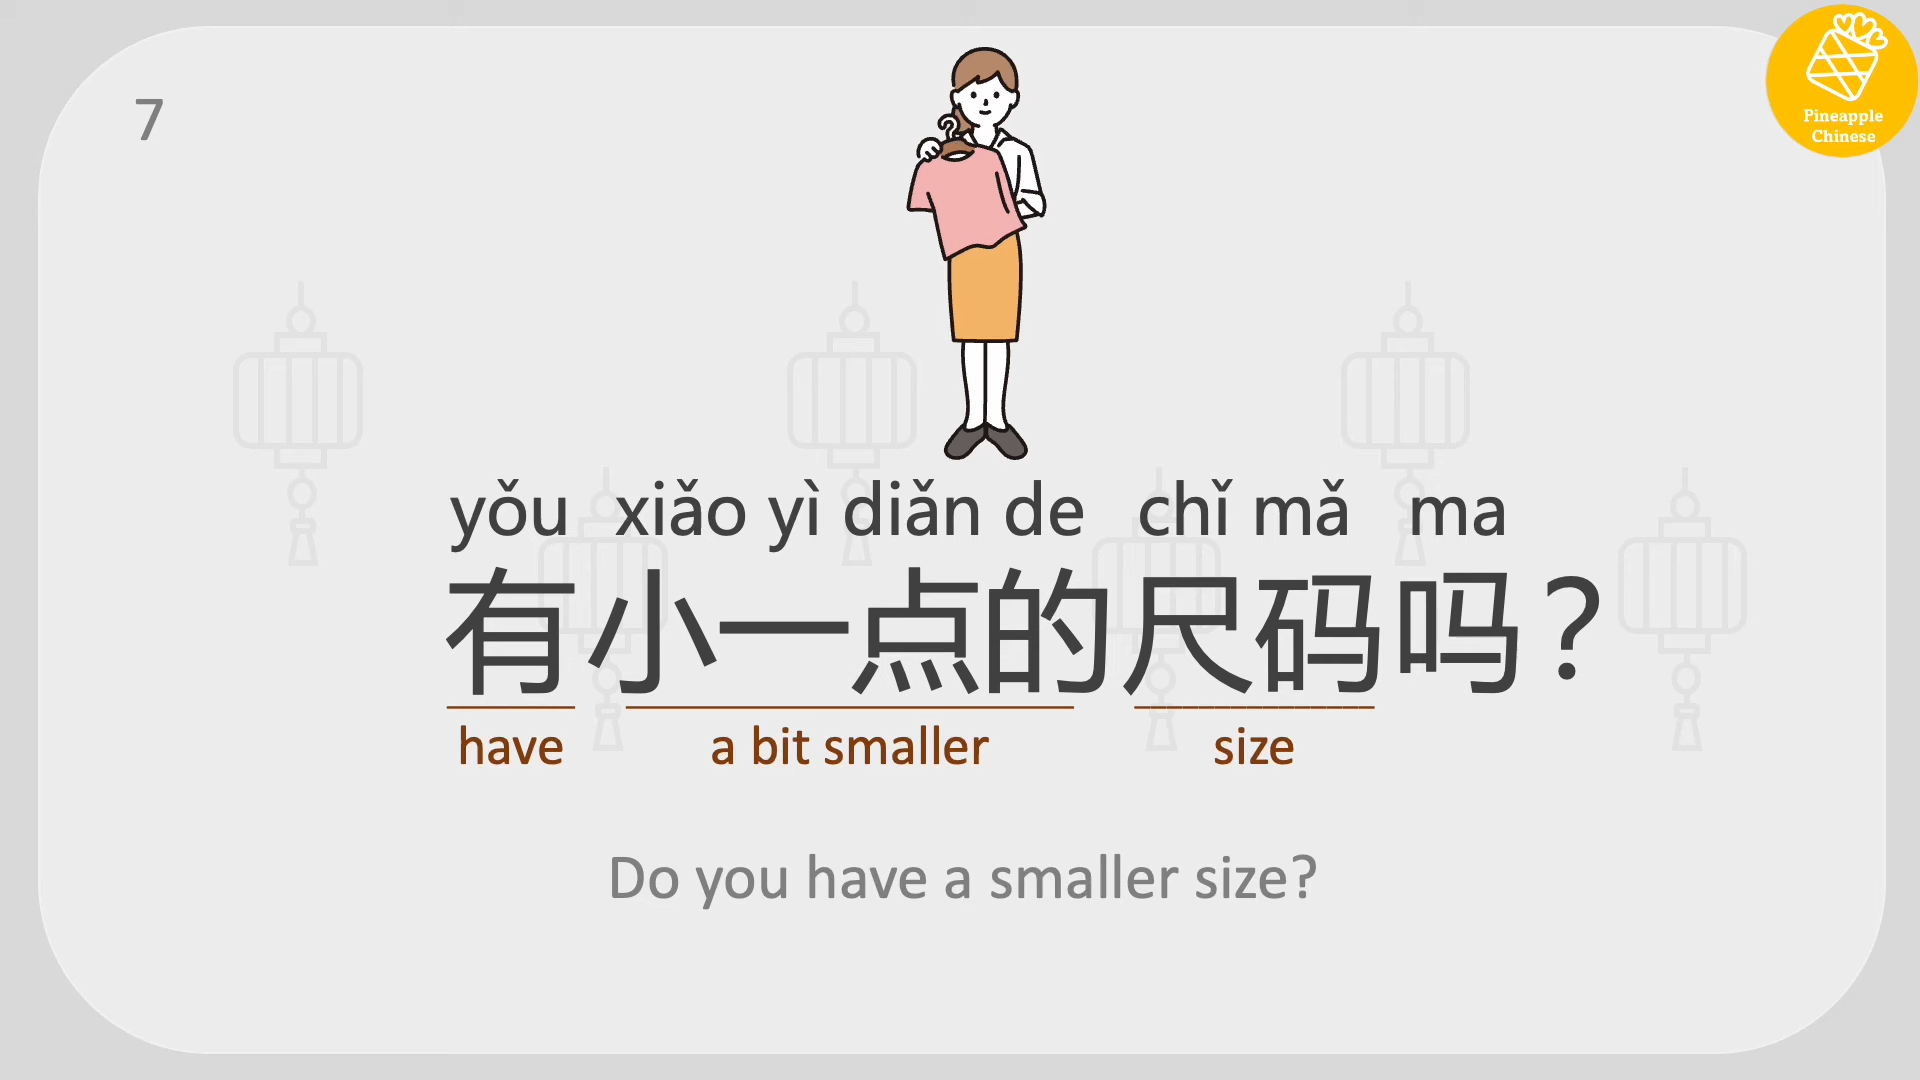 7
Pineapple
Chinese
yǒu xiǎo yì diǎn de chǐ mǎ ma
有小一点的尺码吗？
have a bit smaller size
Do you have a smaller size?